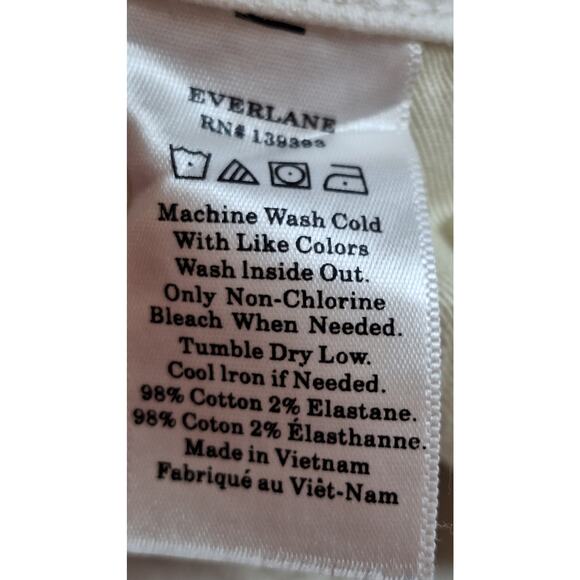 EVERLANE
RN# 139393
Machine Wash Cold
With Like Colors
Wash Inside Out.
Only Non-Chlorine
Bleach When Needed.
Tumble Dry Low.
Cool Iron if Needed.
98% Cotton 2% Elastane.
98% Coton 2% Élasthanne.
Made in Vietnam
Fabriqué au Viêt-Nam